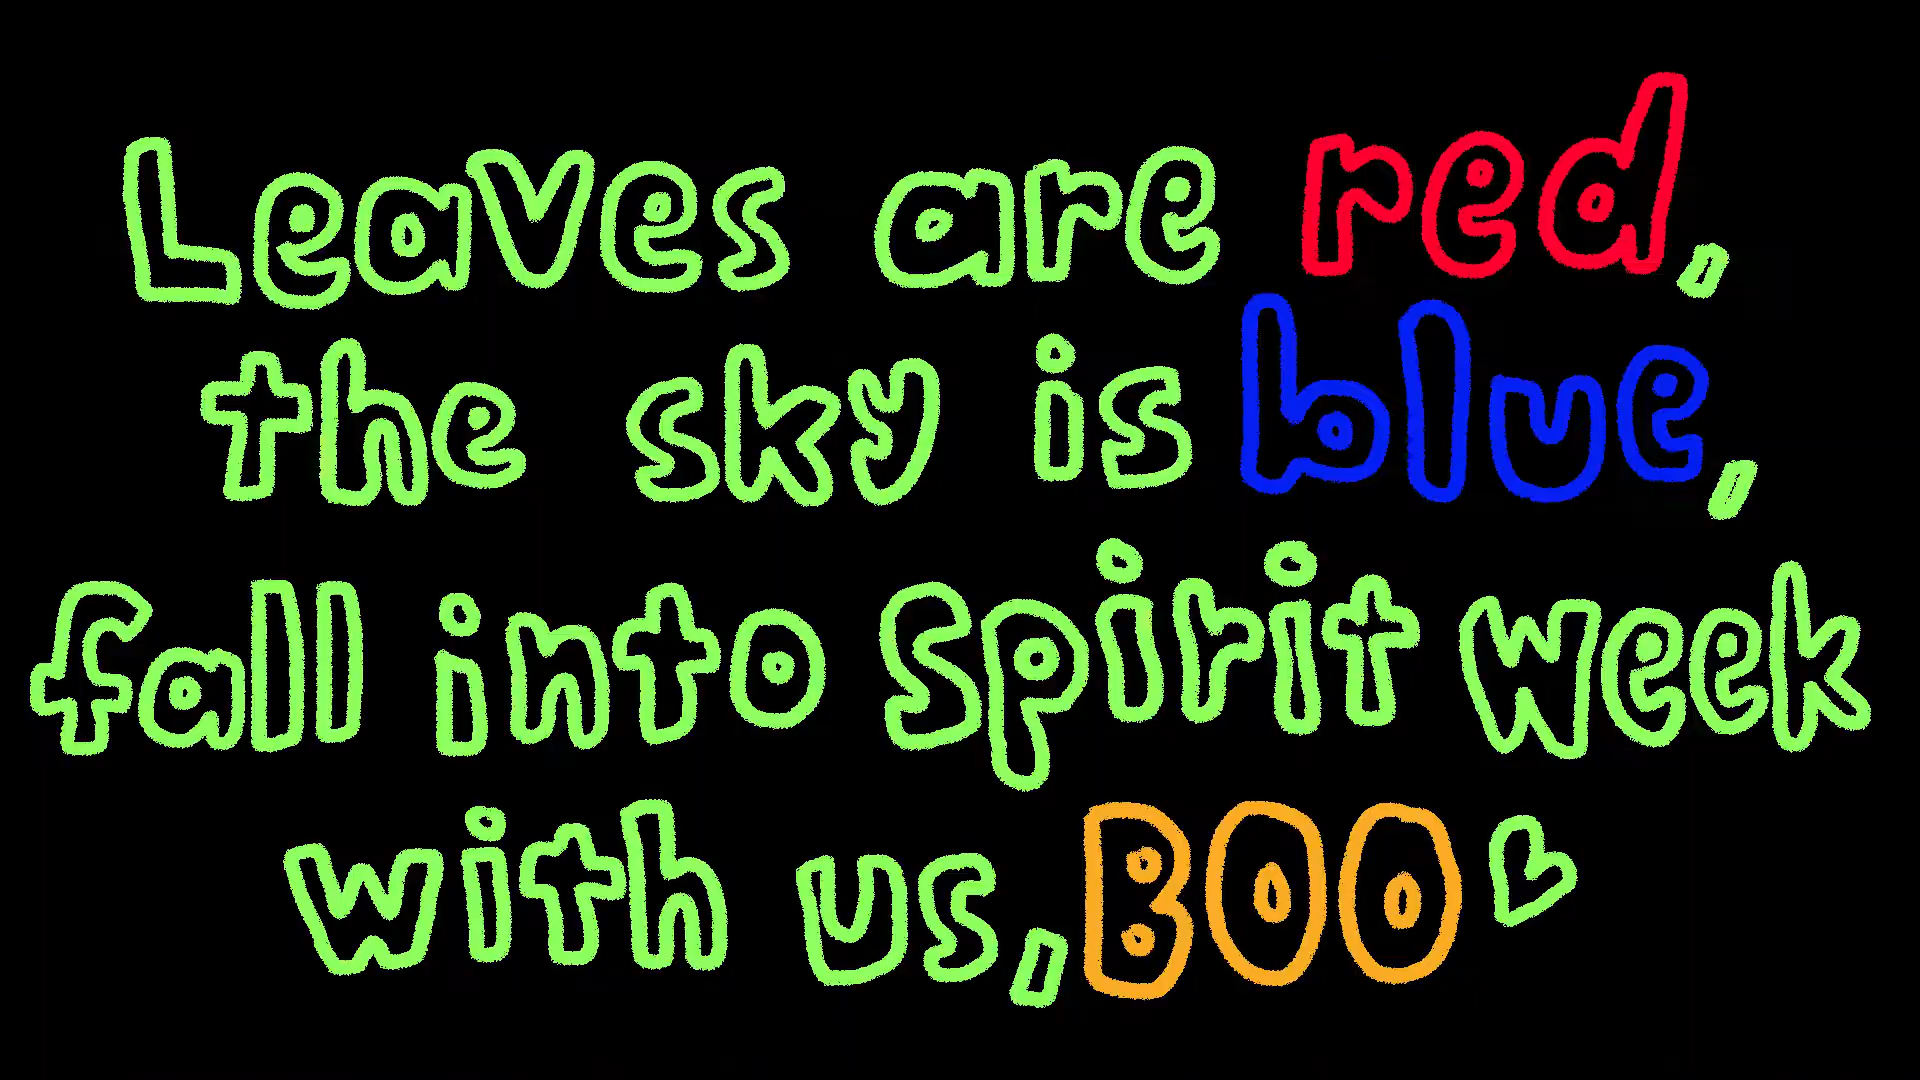 Leaves are red,
the sky is blue,
fall into Spirit week
with us, BOO